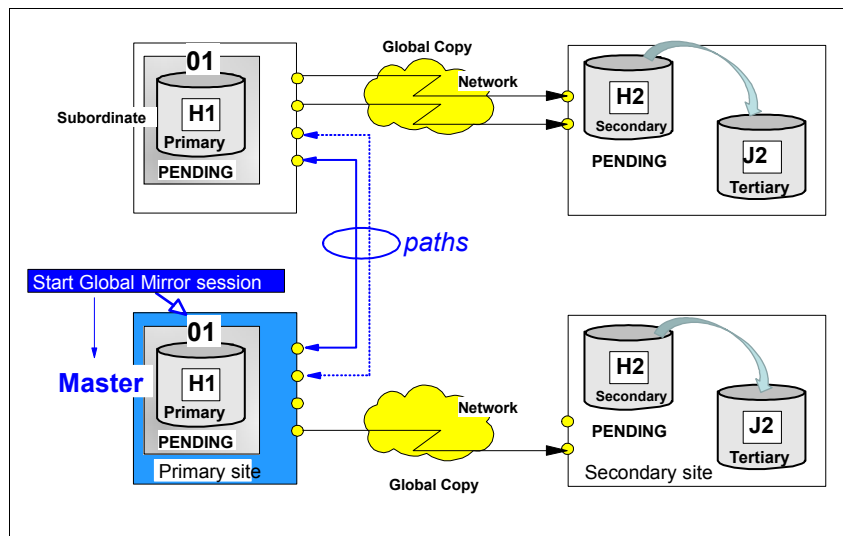 Global Copy
01
H1
Primary
PENDING
Subordinate
Network
H2
Secondary
PENDING
J2
Tertiary
paths
Start Global Mirror session
Master
01
H1
Primary
PENDING
Primary site
Network
Global Copy
H2
Secondary
PENDING
J2
Tertiary
Secondary site